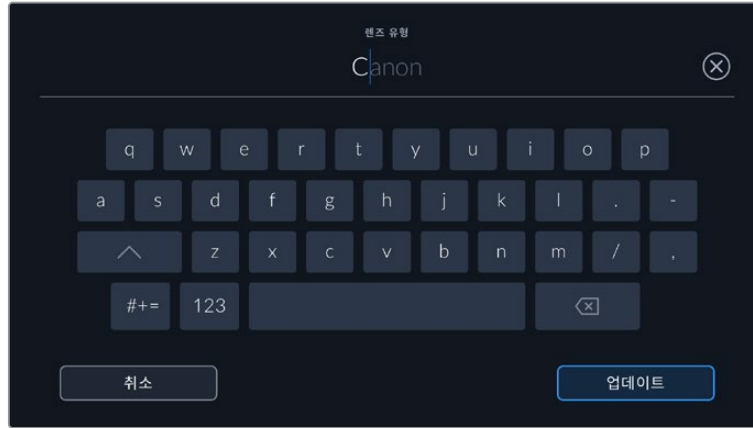 렌즈 유형
Canon
q w e r t y u i o p
a s d f g h j k l . -
z x c v b n m / ,
#+= 123
취소 업데이트